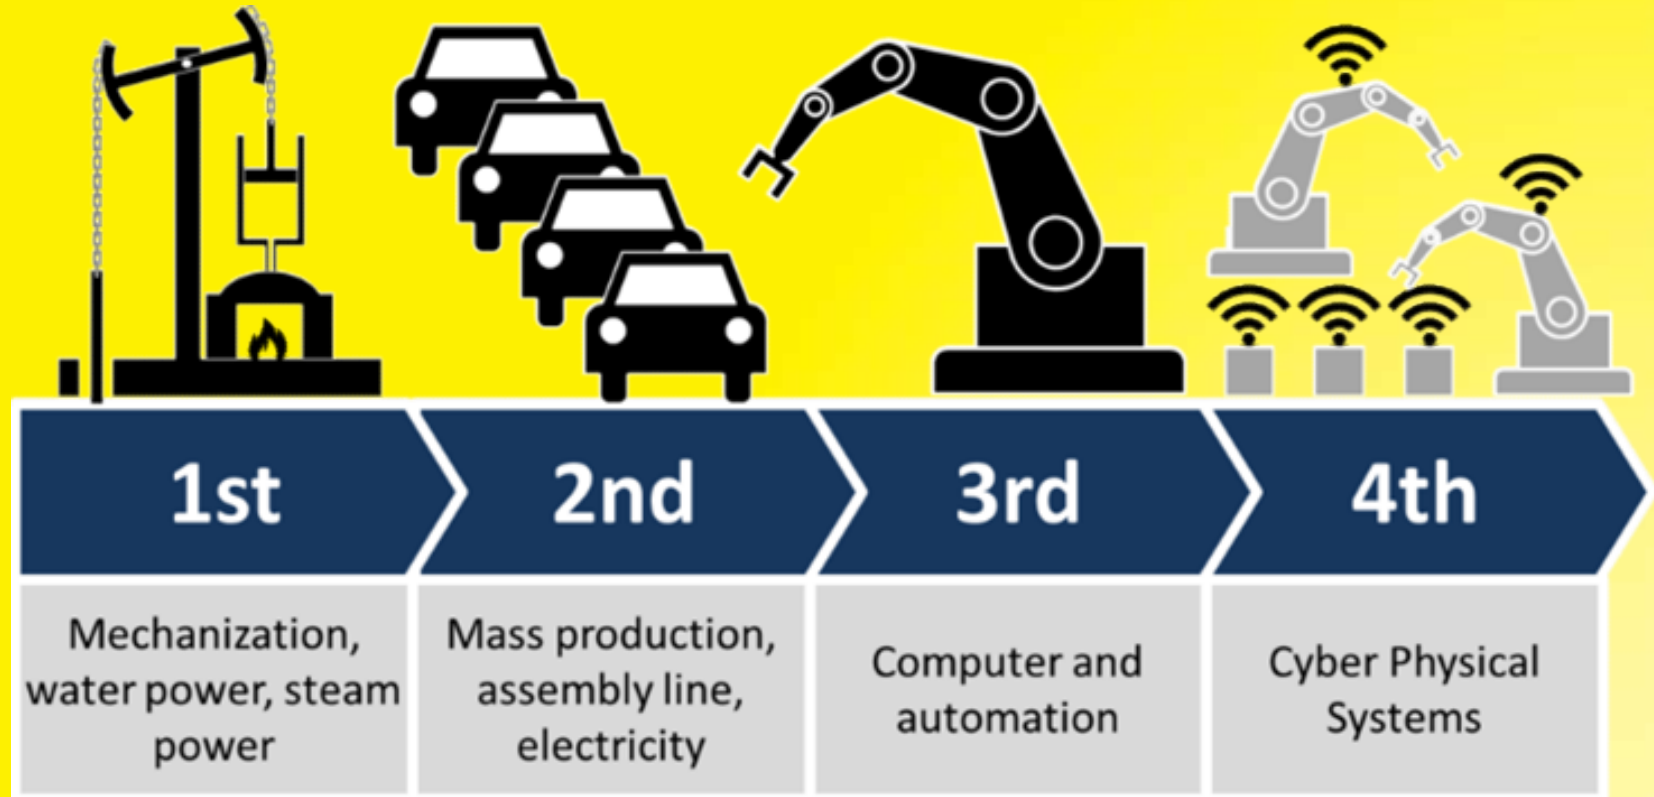 1st
2nd
3rd
4th
Mechanization,
water power, steam
power
Mass production,
assembly line,
electricity
Computer and
automation
Cyber Physical
Systems